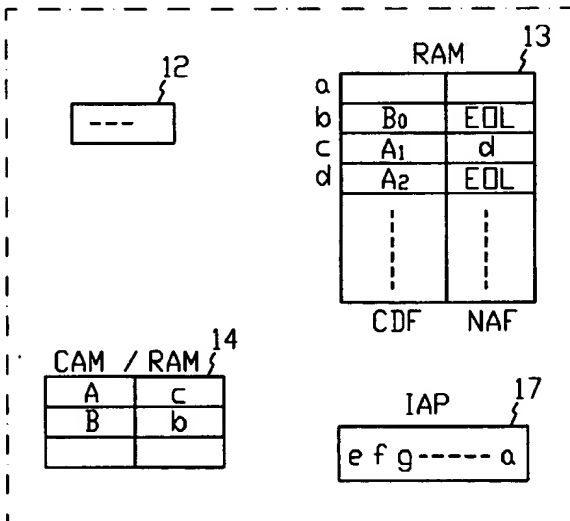 12
---
RAM 13
a
b B0 EOL
c A1 d
d A2 EOL
CDF NAF
CAM / RAM 14
A c
B b
IAP 17
e f g ----- a